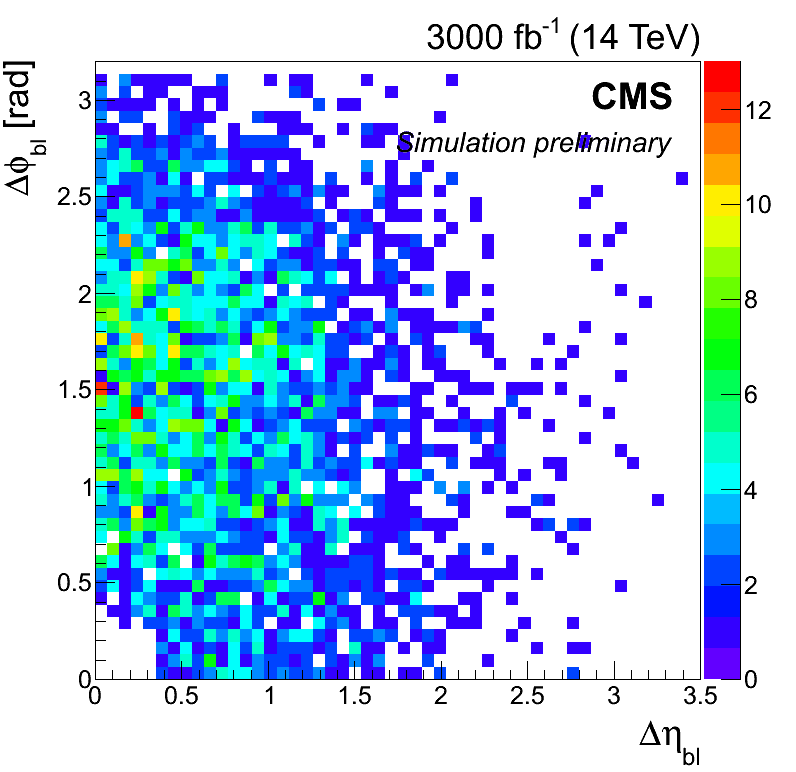 3000 fb⁻¹ (14 TeV)
CMS
Simulation preliminary
Δϕ_bl [rad]
3
2.5
2
1.5
1
0.5
0
0 0.5 1 1.5 2 2.5 3 3.5
Δη_bl
12
10
8
6
4
2
0